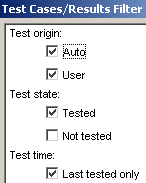 Test Cases/Results Filter
Test origin:
Auto
User
Test state:
Tested
Not tested
Test time:
Last tested only